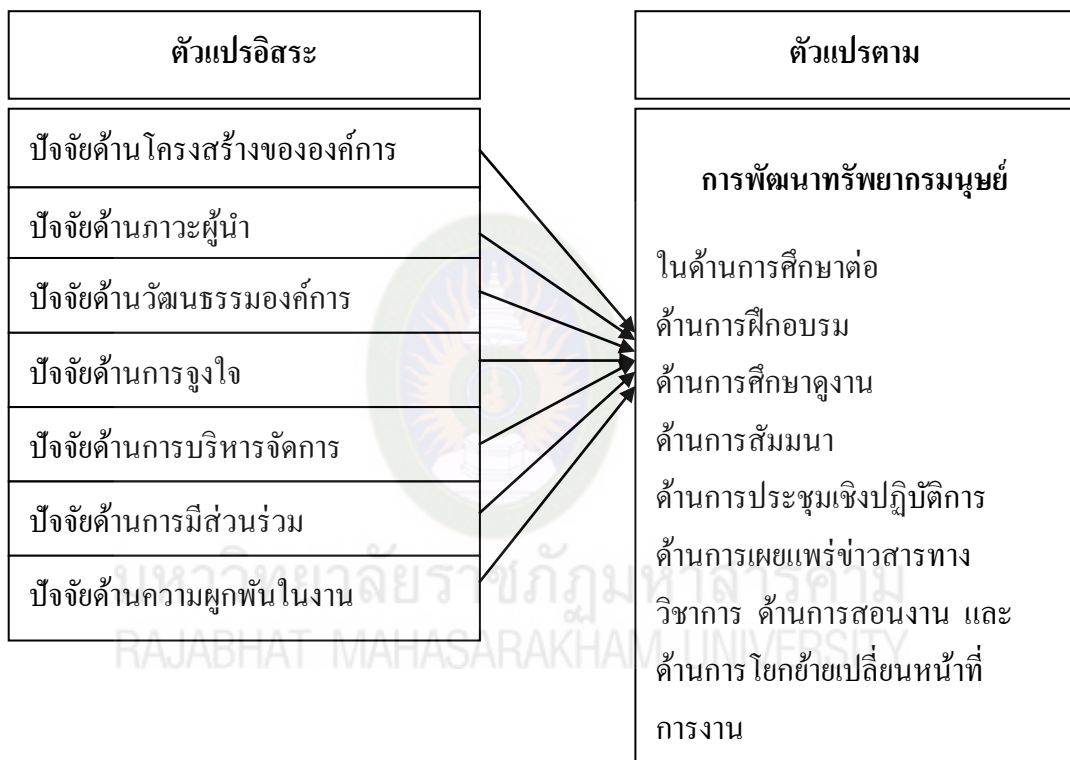 ตัวแปรอิสระ
ตัวแปรตาม
ปัจจัยด้านโครงสร้างขององค์การ
ปัจจัยด้านภาวะผู้นำ
ปัจจัยด้านวัฒนธรรมองค์การ
ปัจจัยด้านการจูงใจ
ปัจจัยด้านการบริหารจัดการ
ปัจจัยด้านการมีส่วนร่วม
ปัจจัยด้านความผูกพันในงาน
การพัฒนาทรัพยากรมนุษย์
ในด้านการศึกษาต่อ
ด้านการฝึกอบรม
ด้านการศึกษาดูงาน
ด้านการสัมมนา
ด้านการประชุมเชิงปฏิบัติการ
ด้านการเผยแพร่ข่าวสารทาง
วิชาการ ด้านการสอนงาน และ
ด้านการโยกย้ายเปลี่ยนหน้าที่
การงาน
มหาวิทยาลัยราชภัฏมหาสารคาม
RAJABHAT MAHASARAKHAM UNIVERSITY